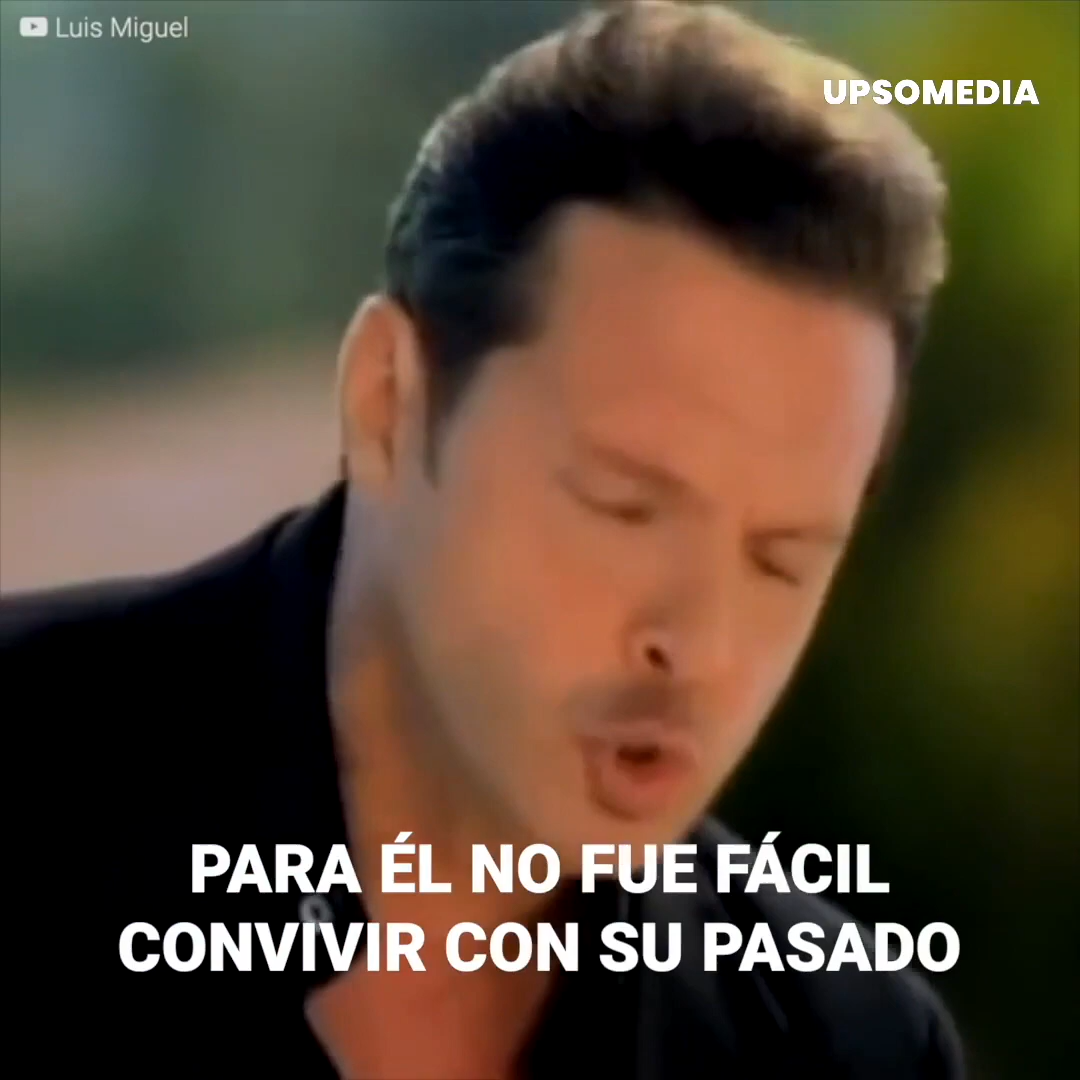 Luis Miguel
UPSOMEDIA
PARA ÉL NO FUE FÁCIL
CONVIVIR CON SU PASADO